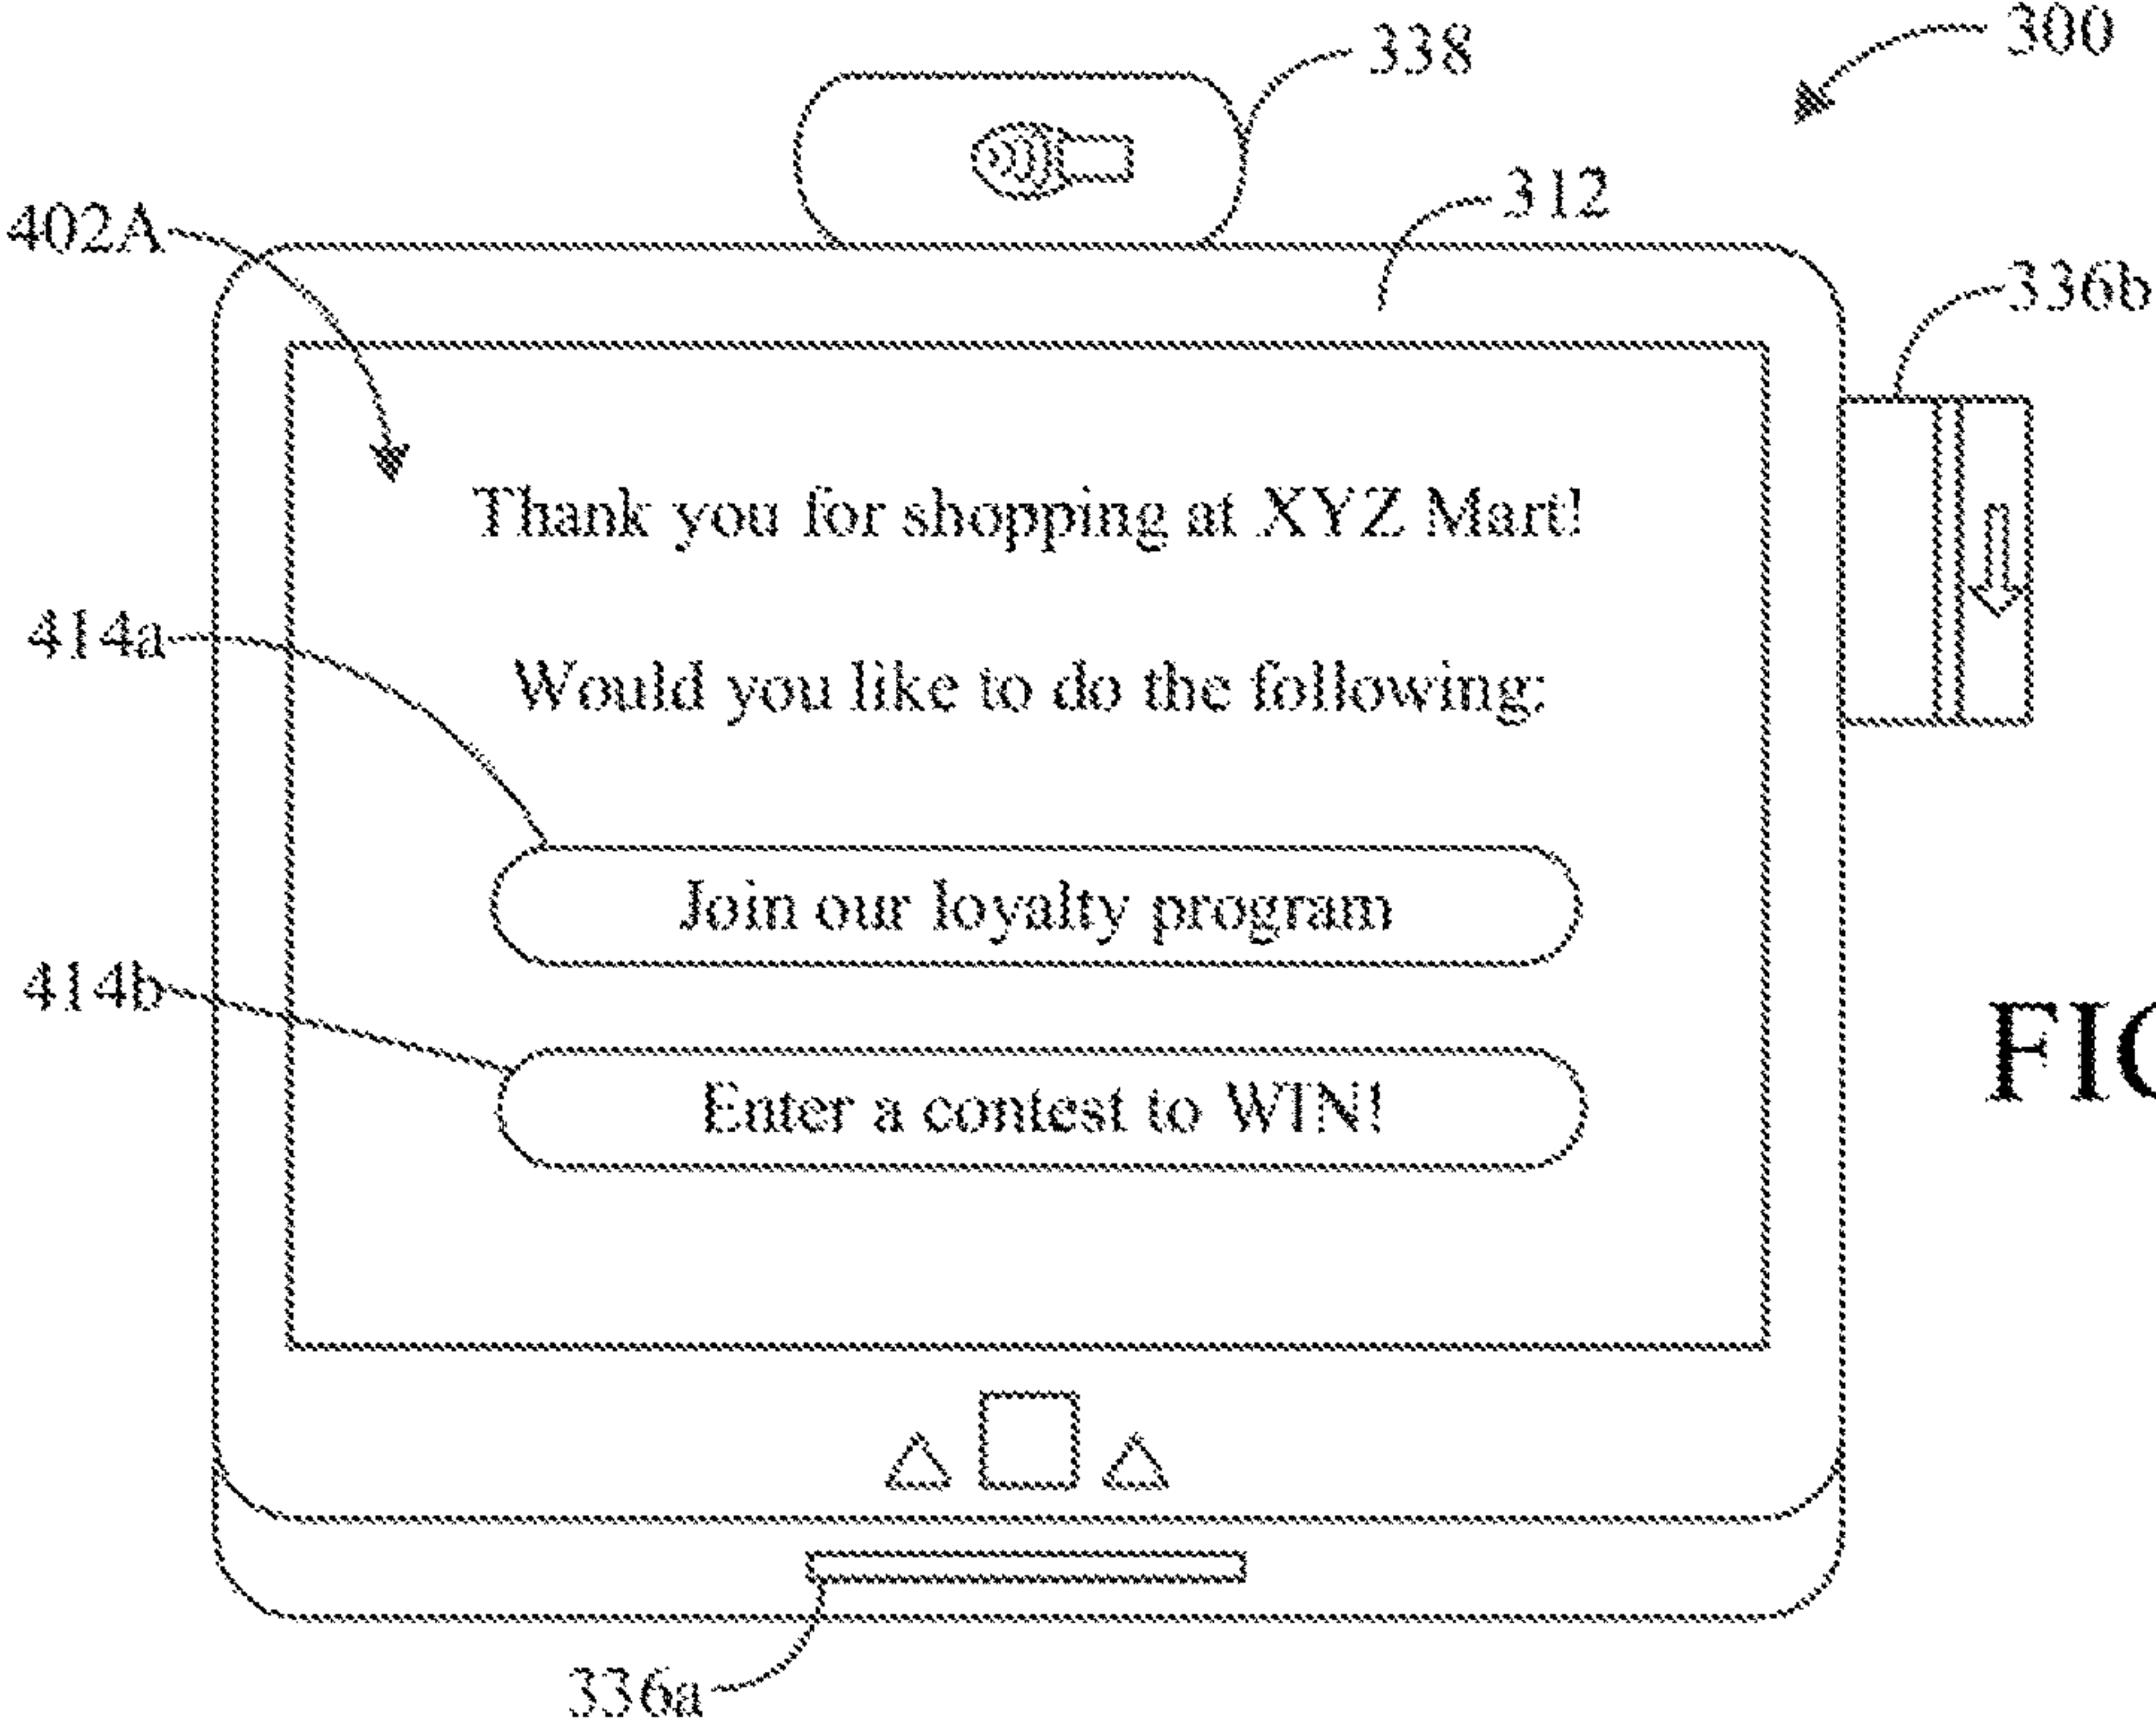 300
338
312
402A
336b
Thank you for shopping at XYZ Mart!
414a
Would you like to do the following:
Join our loyalty program
414b
FIG
Enter a contest to WIN!
336a